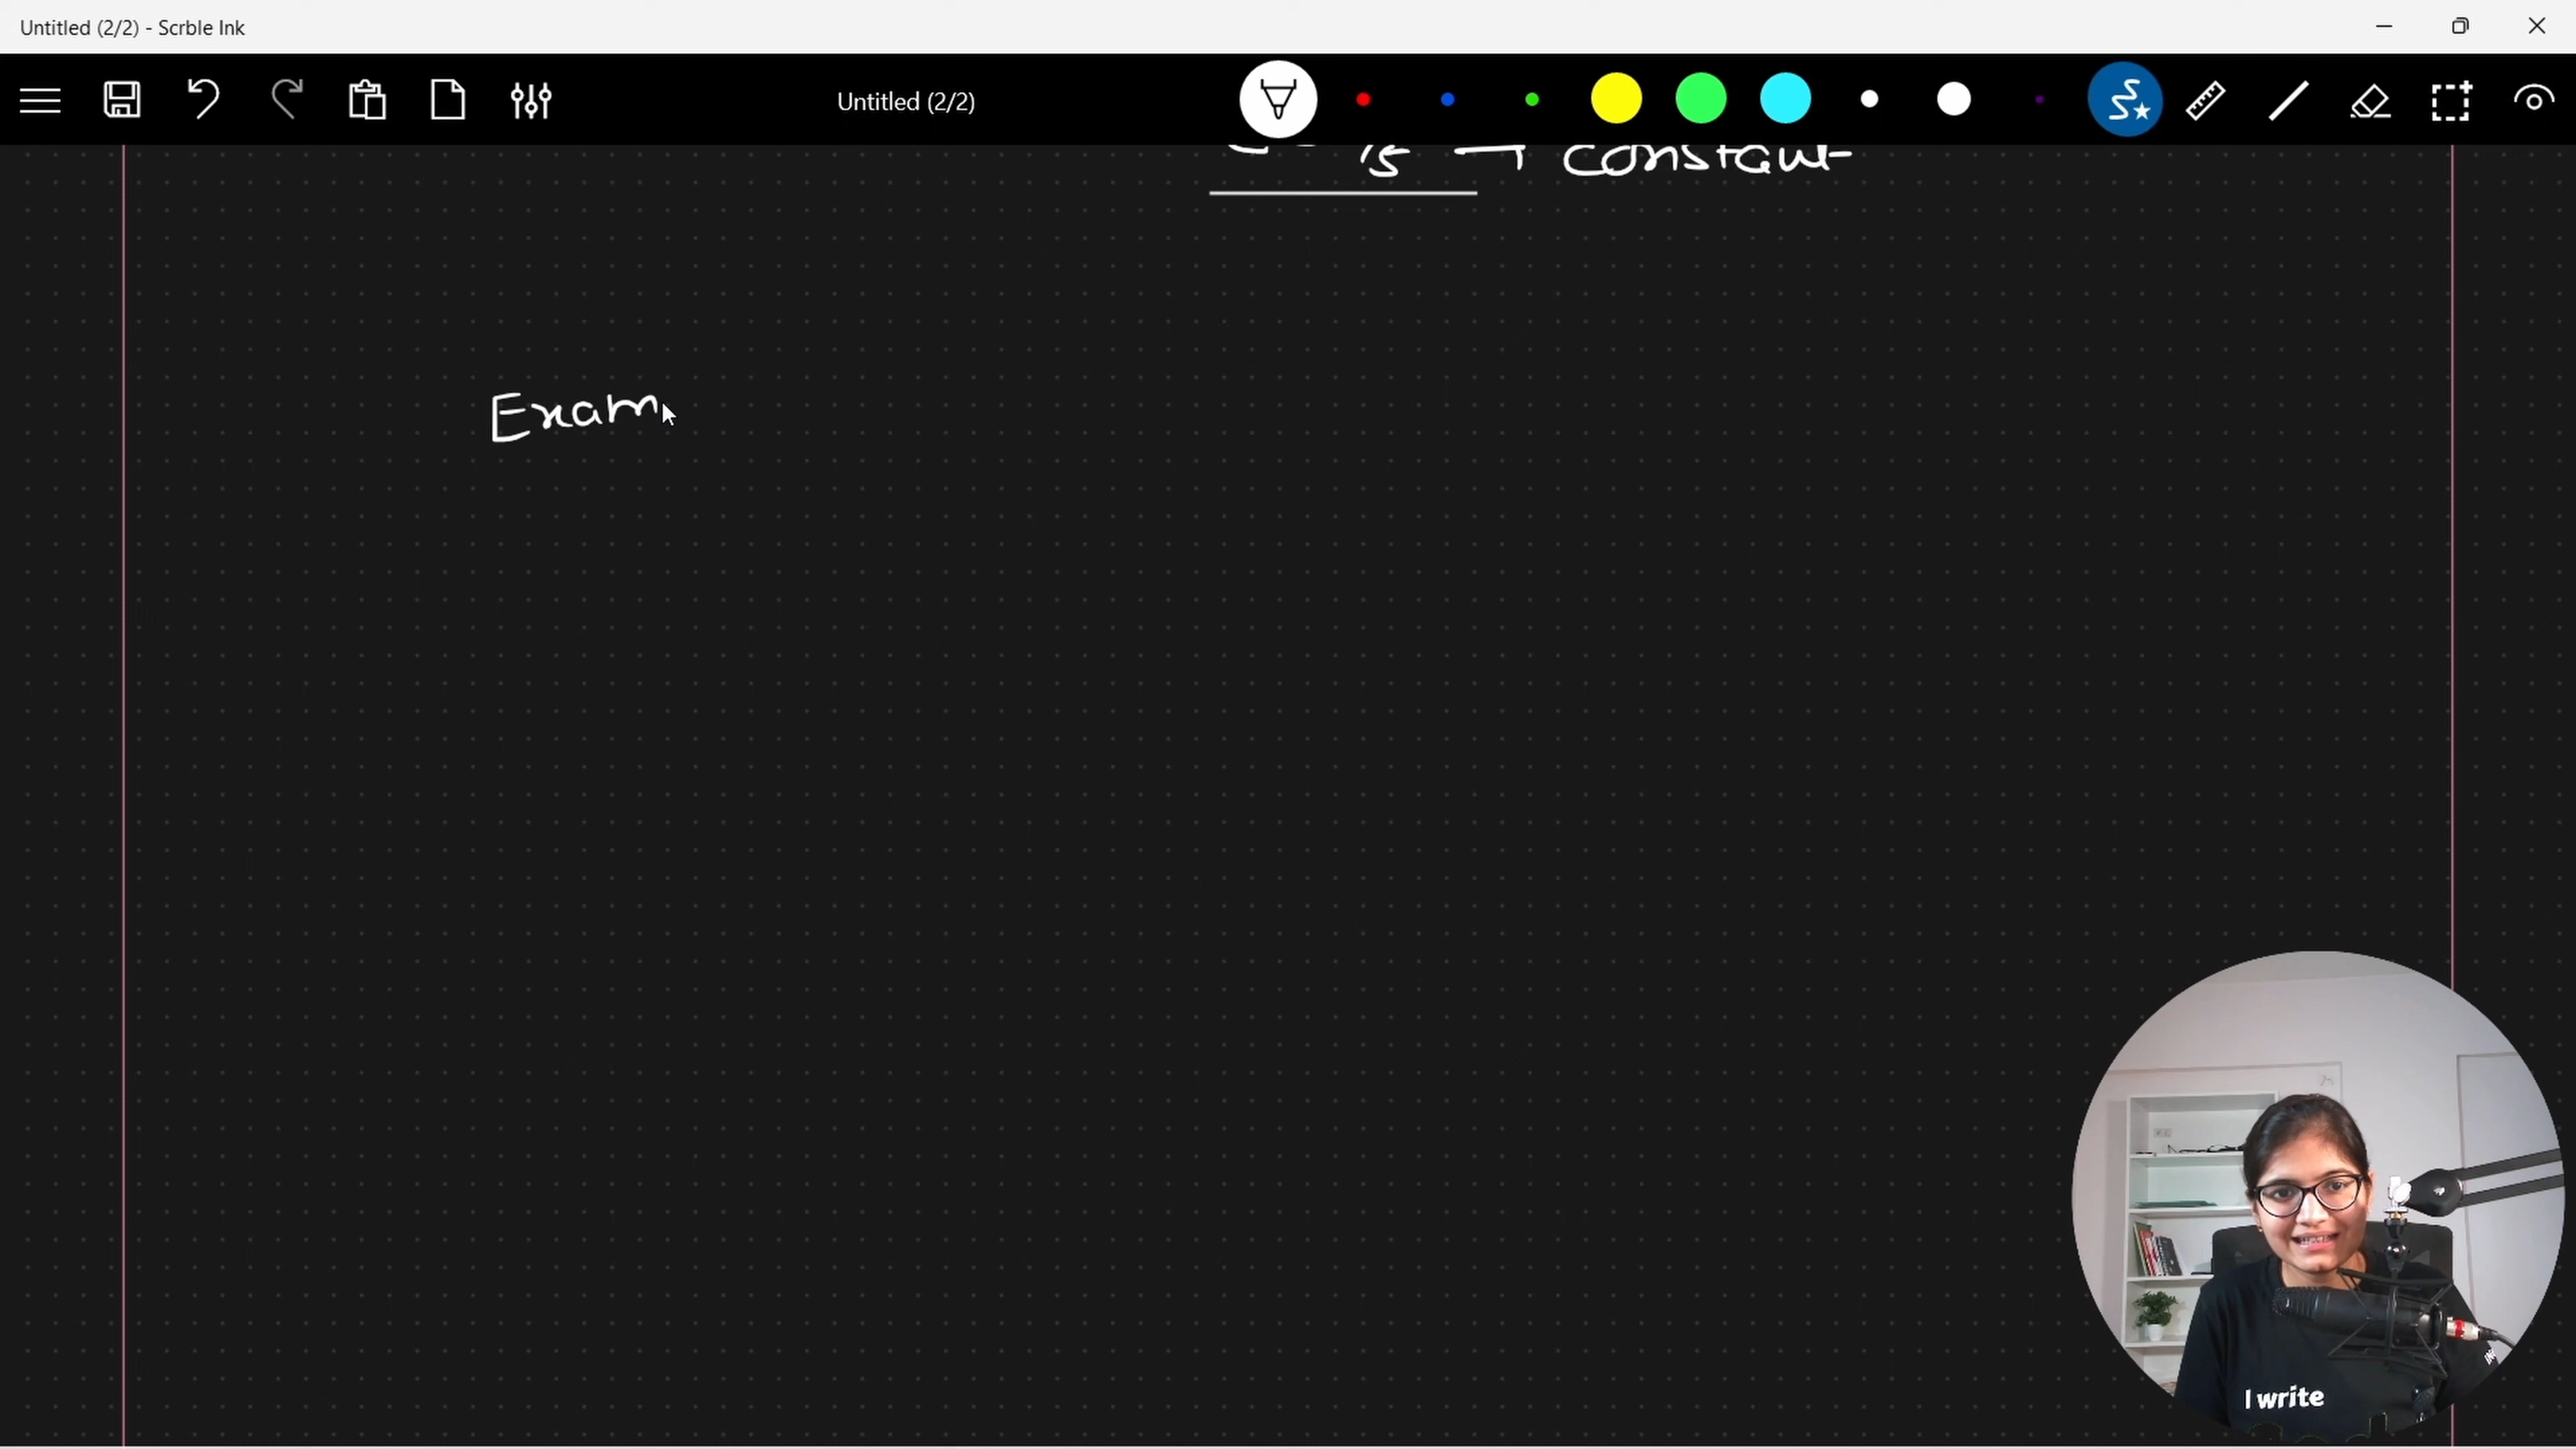 Untitled (2/2) - Scrble Ink
Untitled (2/2)
is → constant
Exam
I write